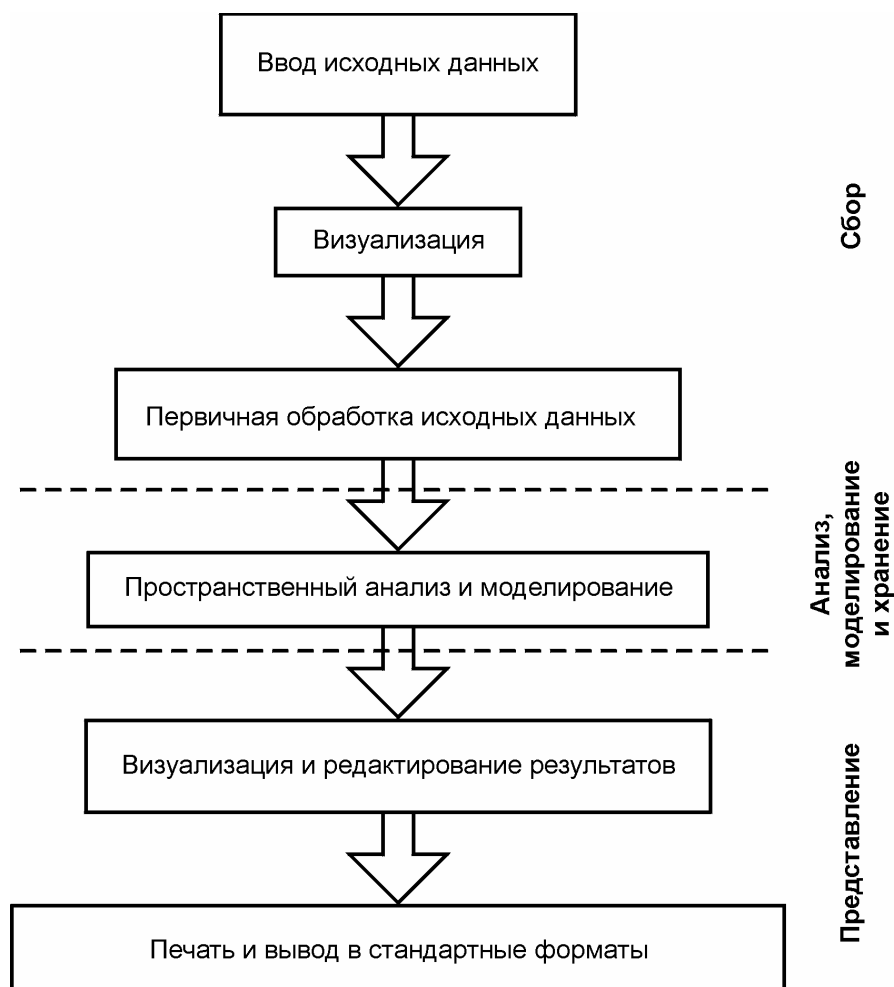 Ввод исходных данных
Визуализация
Сбор
Первичная обработка исходных данных
Пространственный анализ и моделирование
Анализ,
моделирование
и хранение
Визуализация и редактирование результатов
Представление
Печать и вывод в стандартные форматы